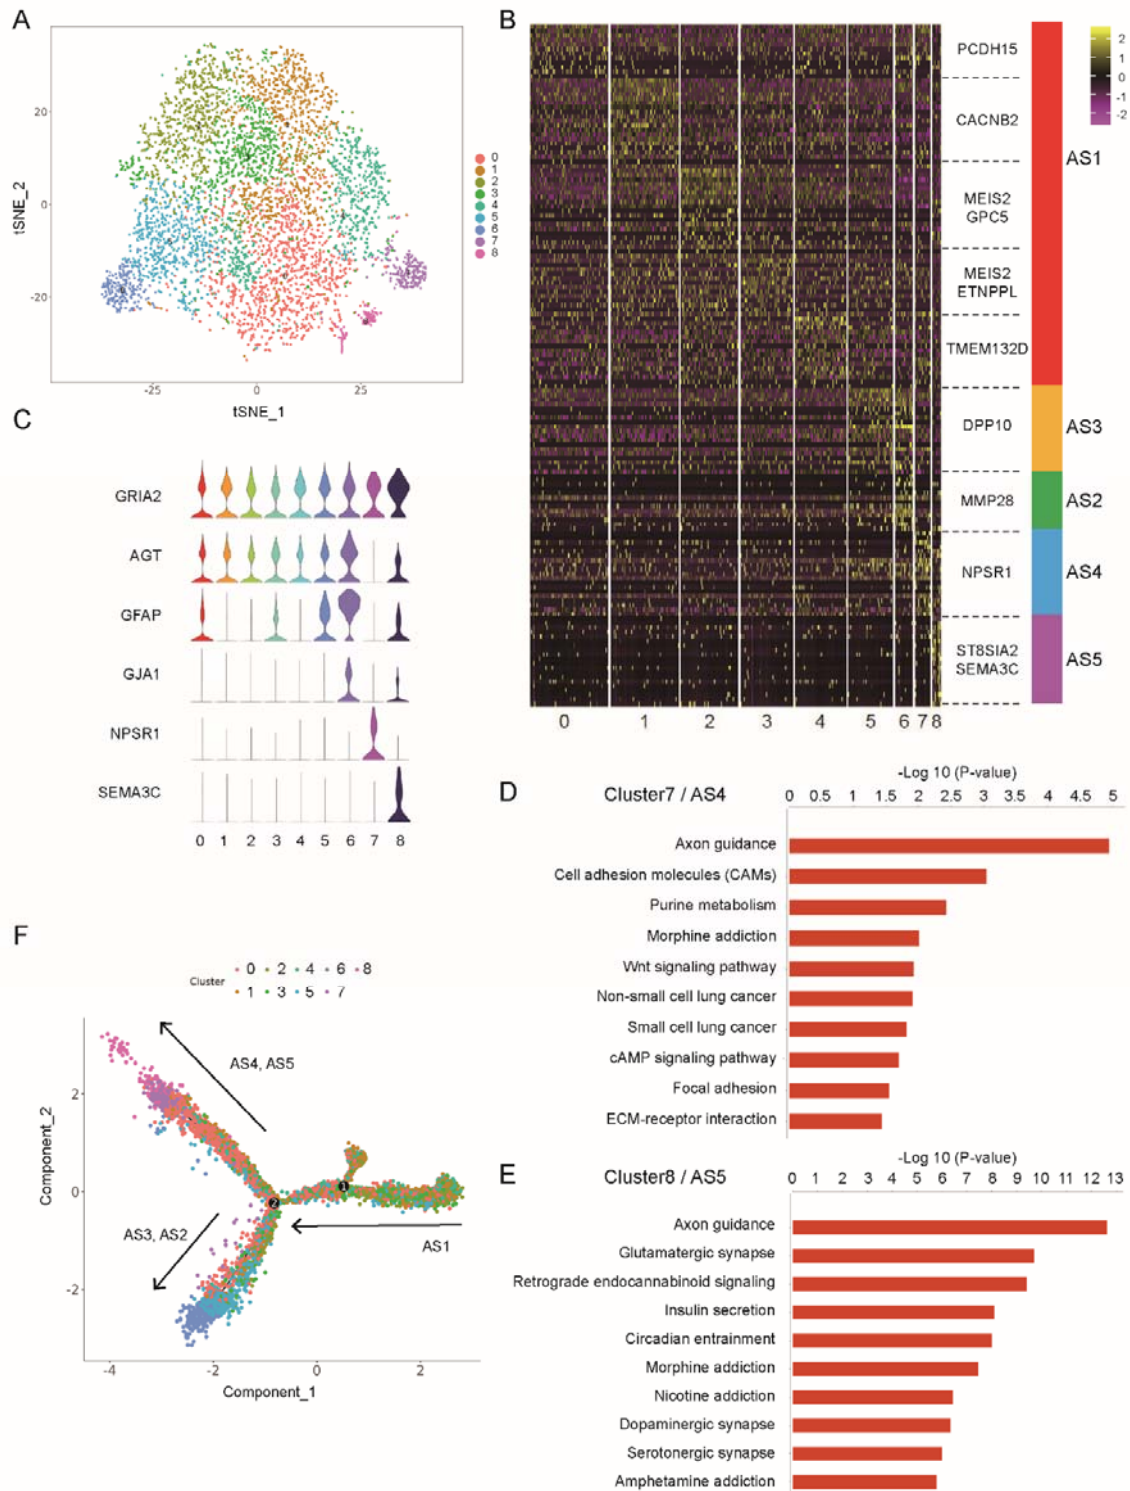 A
20
0
-20
tSNE_2
-25
0
25
tSNE_1
0
1
2
3
4
5
6
7
8
B
PCDH15
CACNB2
MEIS2
GPC5
MEIS2
ETNPPL
TMEM132D
DPP10
MMP28
NPSR1
ST8SIA2
SEMA3C
AS1
AS3
AS2
AS4
AS5
2
1
0
-1
-2
0 1 2 3 4 5 6 7 8
C
GRIA2
AGT
GFAP
GJA1
NPSR1
SEMA3C
0 1 2 3 4 5 6 7 8
D
Cluster7 / AS4
-Log 10 (P-value)
0 0.5 1 1.5 2 2.5 3 3.5 4 4.5 5
Axon guidance
Cell adhesion molecules (CAMs)
Purine metabolism
Morphine addiction
Wnt signaling pathway
Non-small cell lung cancer
Small cell lung cancer
cAMP signaling pathway
Focal adhesion
ECM-receptor interaction
E
Cluster8 / AS5
-Log 10 (P-value)
0 1 2 3 4 5 6 7 8 9 10 11 12 13
Axon guidance
Glutamatergic synapse
Retrograde endocannabinoid signaling
Insulin secretion
Circadian entrainment
Morphine addiction
Nicotine addiction
Dopaminergic synapse
Serotonergic synapse
Amphetamine addiction
F
Cluster
0 2 4 6 8
1 3 5 7
AS4, AS5
AS3, AS2
AS1
1
2
2
0
-2
Component_2
-4 -2 0 2
Component_1